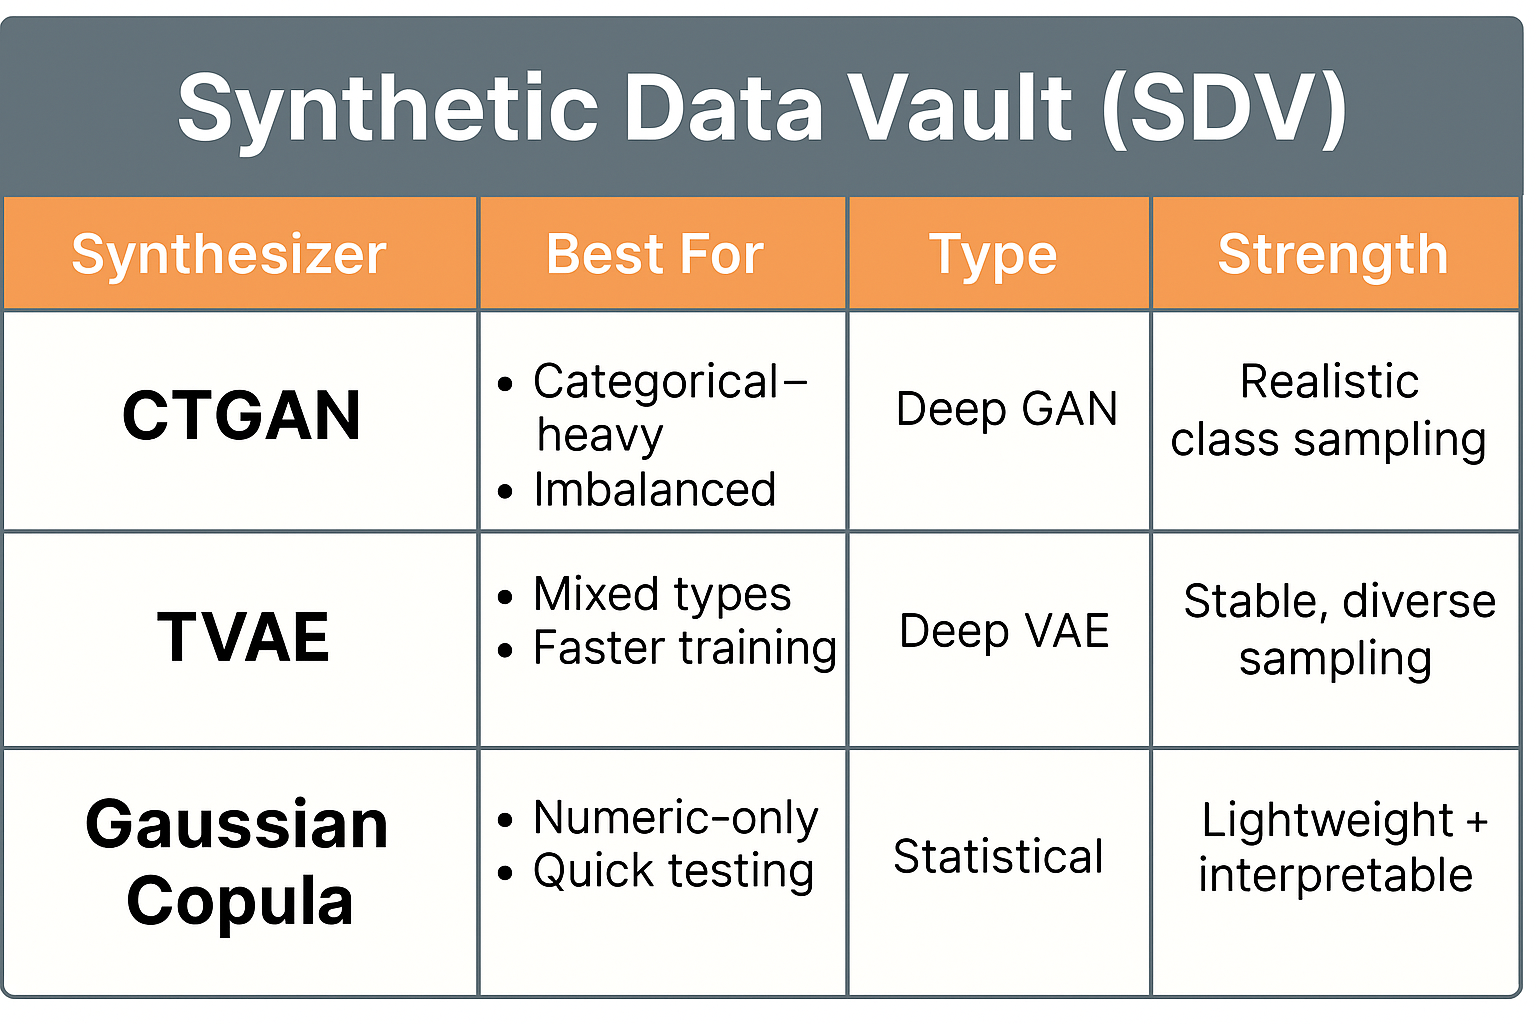 Synthetic Data Vault (SDV)
Synthesizer
Best For
Type
Strength
CTGAN
• Categorical–
heavy
• Imbalanced
Deep GAN
Realistic
class sampling
TVAE
• Mixed types
• Faster training
Deep VAE
Stable, diverse
sampling
Gaussian
Copula
• Numeric–only
• Quick testing
Statistical
Lightweight +
interpretable